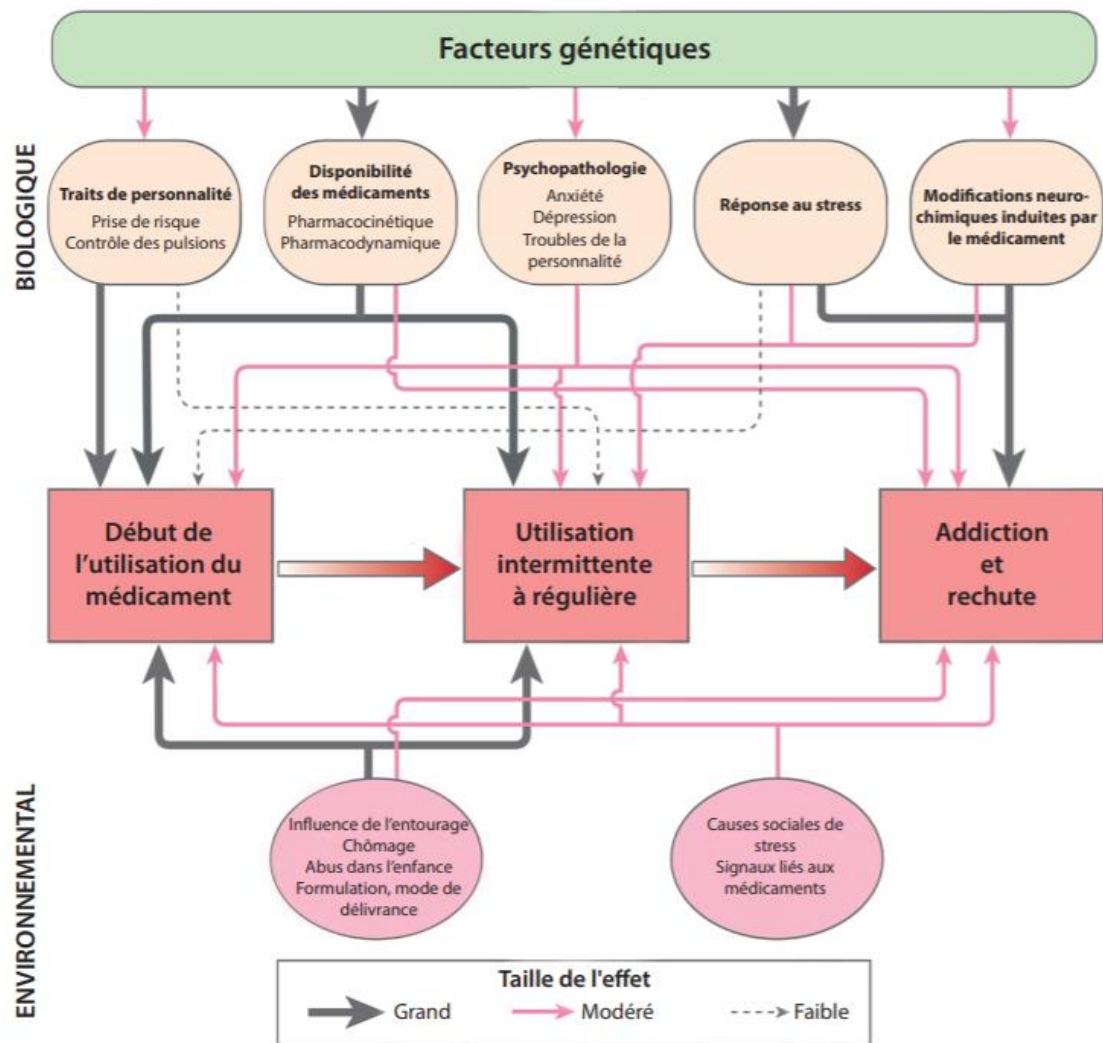 Facteurs génétiques
BIOLOGIQUE
Traits de personnalité
Prise de risque
Contrôle des pulsions
Disponibilité
des médicaments
Pharmacocinétique
Pharmacodynamique
Psychopathologie
Anxiété
Dépression
Troubles de la
personnalité
Réponse au stress
Modifications neuro-
chimiques induites par
le médicament
Début de
l'utilisation du
médicament
Utilisation
intermittente
à régulière
Addiction
et
rechute
ENVIRONNEMENTAL
Influence de l'entourage
Chômage
Abus dans l'enfance
Formulation, mode de
délivrance
Causes sociales de
stress
Signaux liés aux
médicaments
Taille de l'effet
Grand
Modéré
Faible